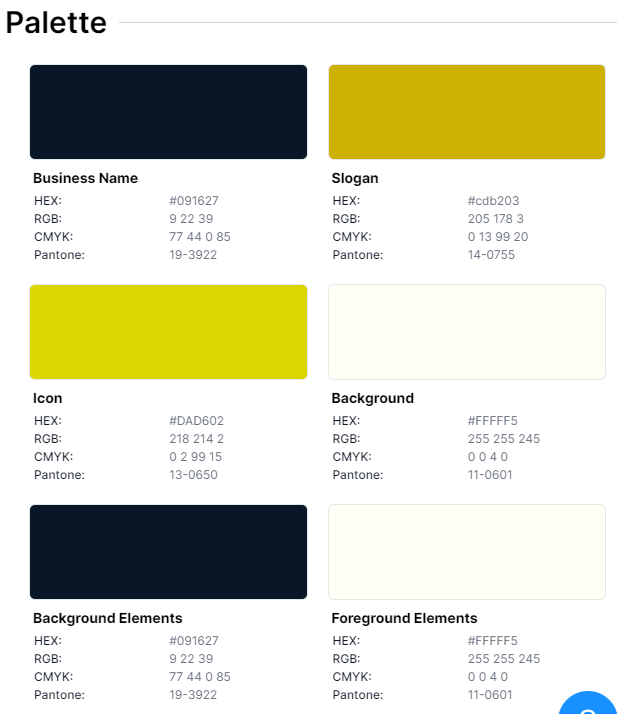 Palette
Business Name
HEX: #091627
RGB: 9 22 39
CMYK: 77 44 0 85
Pantone: 19-3922
Slogan
HEX: #cdb203
RGB: 205 178 3
CMYK: 0 13 99 20
Pantone: 14-0755
Icon
HEX: #DAD602
RGB: 218 214 2
CMYK: 0 2 99 15
Pantone: 13-0650
Background
HEX: #FFFFF5
RGB: 255 255 245
CMYK: 0 0 4 0
Pantone: 11-0601
Background Elements
HEX: #091627
RGB: 9 22 39
CMYK: 77 44 0 85
Pantone: 19-3922
Foreground Elements
HEX: #FFFFF5
RGB: 255 255 245
CMYK: 0 0 4 0
Pantone: 11-0601